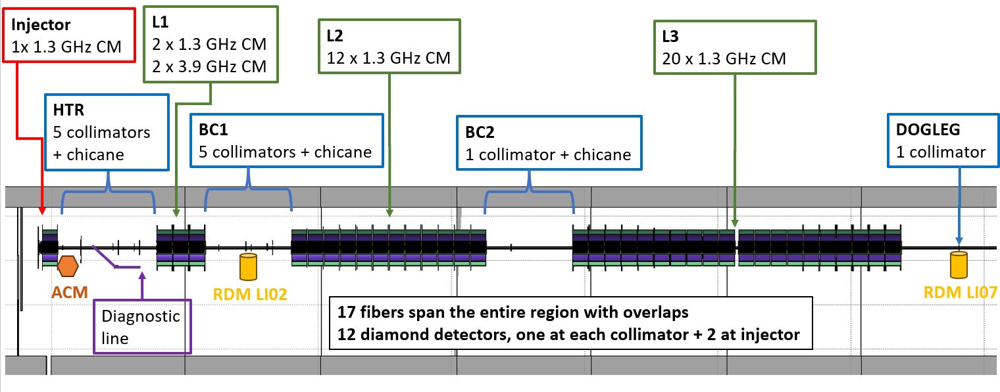 Injector
1x 1.3 GHz CM
L1
2 x 1.3 GHz CM
2 x 3.9 GHz CM
L2
12 x 1.3 GHz CM
L3
20 x 1.3 GHz CM
HTR
5 collimators
+ chicane
BC1
5 collimators + chicane
BC2
1 collimator + chicane
DOGLEG
1 collimator
ACM
RDM LI02
RDM LI07
Diagnostic
line
17 fibers span the entire region with overlaps
12 diamond detectors, one at each collimator + 2 at injector